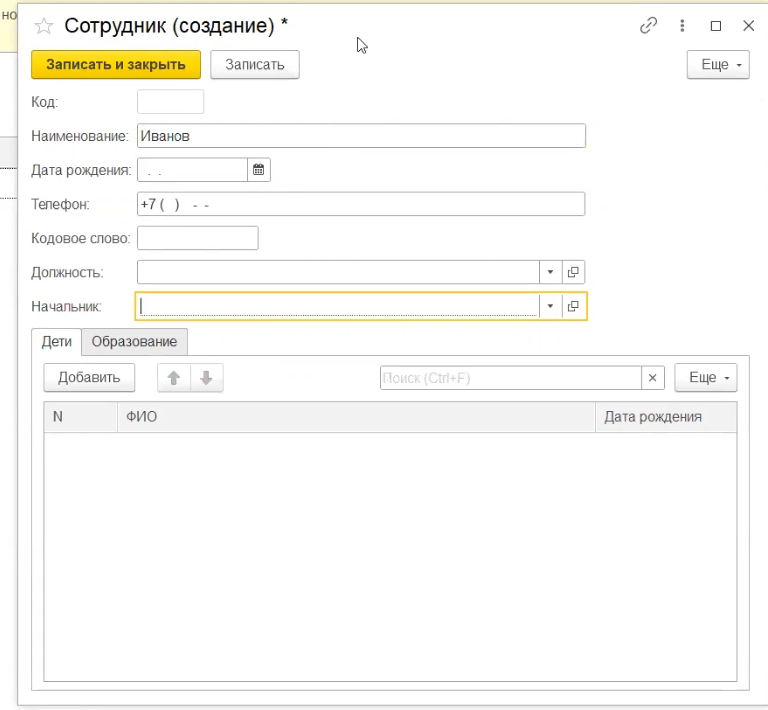 но
Сотрудник (создание) *
Записать и закрыть Записать Еще
Код:
Наименование: Иванов
Дата рождения: . .
Телефон: +7 ( ) - -
Кодовое слово:
Должность:
Начальник:
Дети Образование
Добавить Поиск (Ctrl+F) × Еще
N ФИО Дата рождения